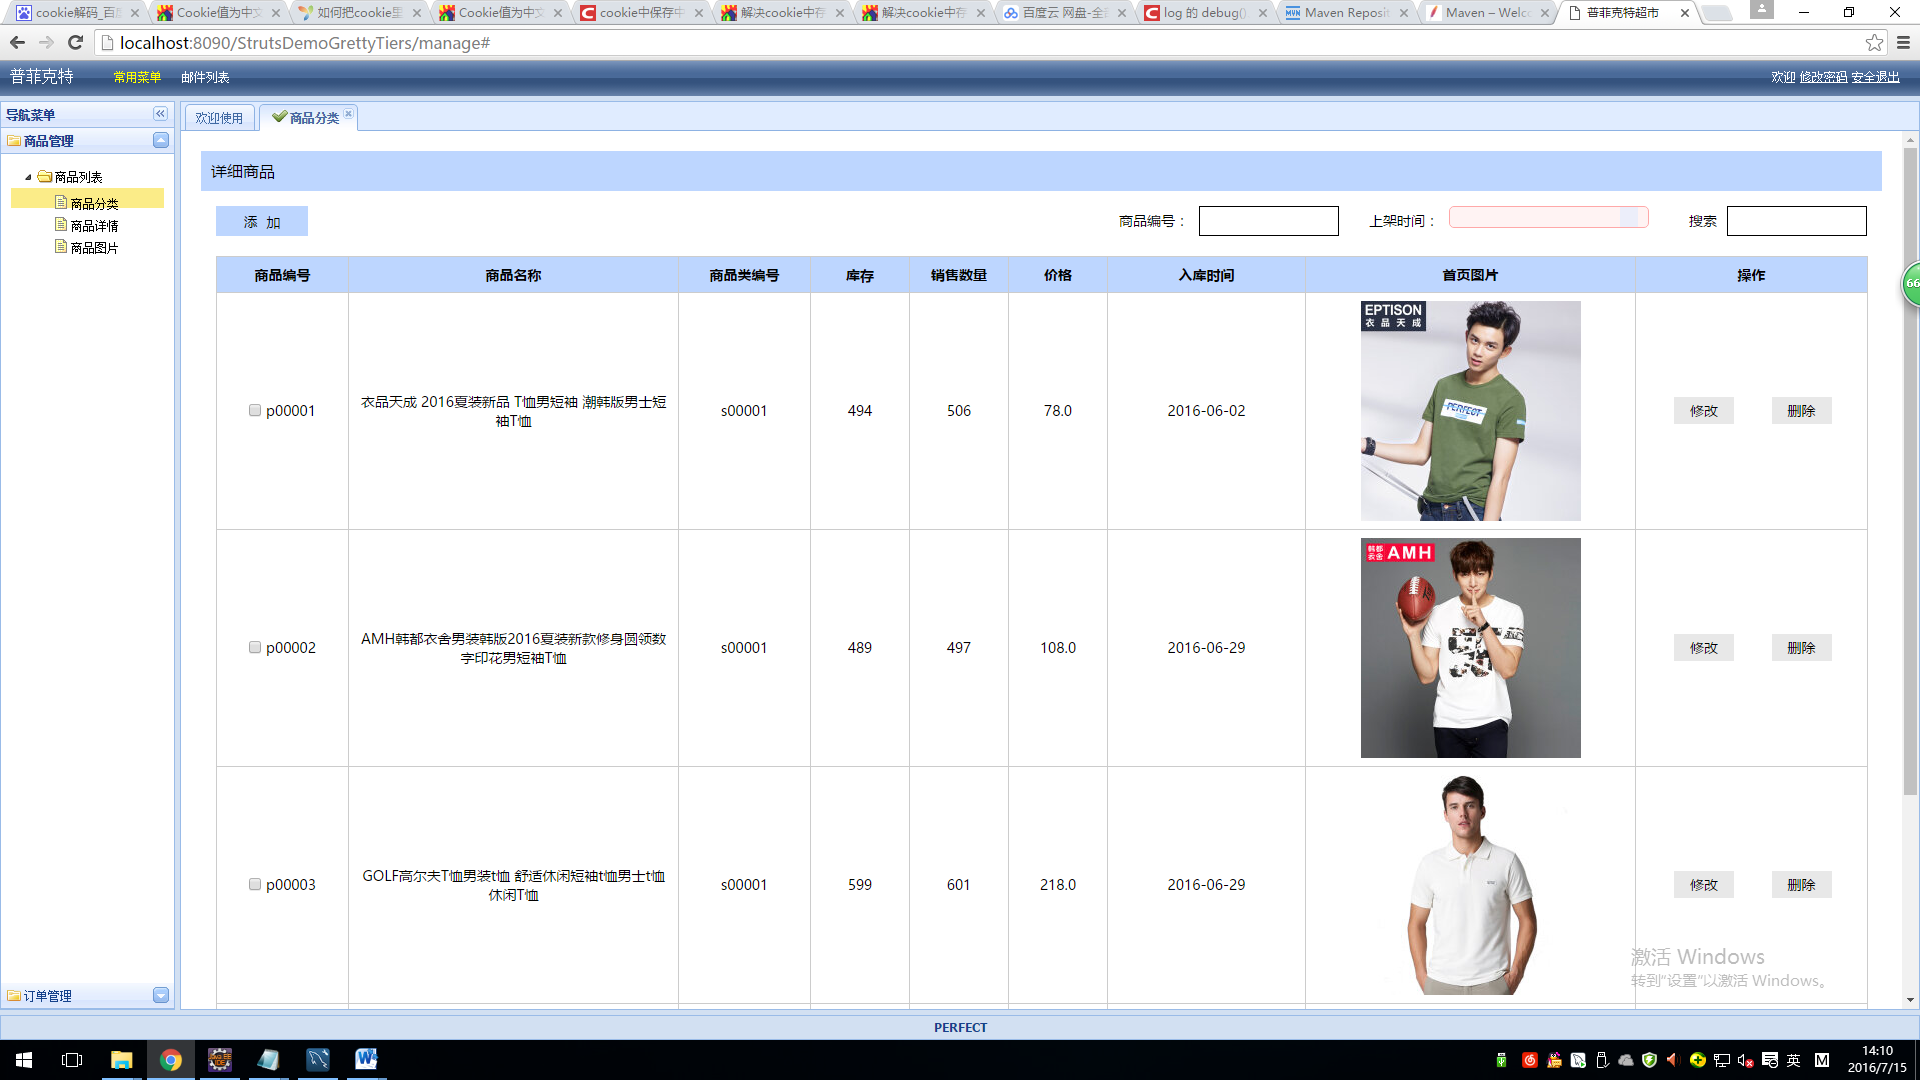 cookie解码_百度
Cookie值为中文
如何把cookie里
Cookie值为中文
cookie中保存中
解决cookie中存
解决cookie中存
百度云 网盘-全部
log 的 debug()
Maven Reposit
Maven – Welco
普菲克特超市
localhost:8090/StrutsDemoGrettyTiers/manage#
普菲克特 常用菜单 邮件列表 欢迎 修改密码 安全退出
导航菜单
商品管理
商品列表
商品分类
商品详情
商品图片
订单管理
欢迎使用 商品分类
详细商品
添 加 商品编号： 上架时间： 搜索
商品编号 商品名称 商品类编号 库存 销售数量 价格 入库时间 首页图片 操作
EPTISON
衣品天成
PERFECT
p00001 衣品天成 2016夏装新品 T恤男短袖 潮韩版男士短
袖T恤 s00001 494 506 78.0 2016-06-02 修改 删除
韩都
衣舍 AMH
p00002 AMH韩都衣舍男装韩版2016夏装新款修身圆领数
字印花男短袖T恤 s00001 489 497 108.0 2016-06-29 修改 删除
p00003 GOLF高尔夫T恤男装t恤 舒适休闲短袖t恤男士t恤
休闲T恤 s00001 599 601 218.0 2016-06-29 修改 删除
66
激活 Windows
转到“设置”以激活 Windows。
PERFECT
英 M
14:10
2016/7/15